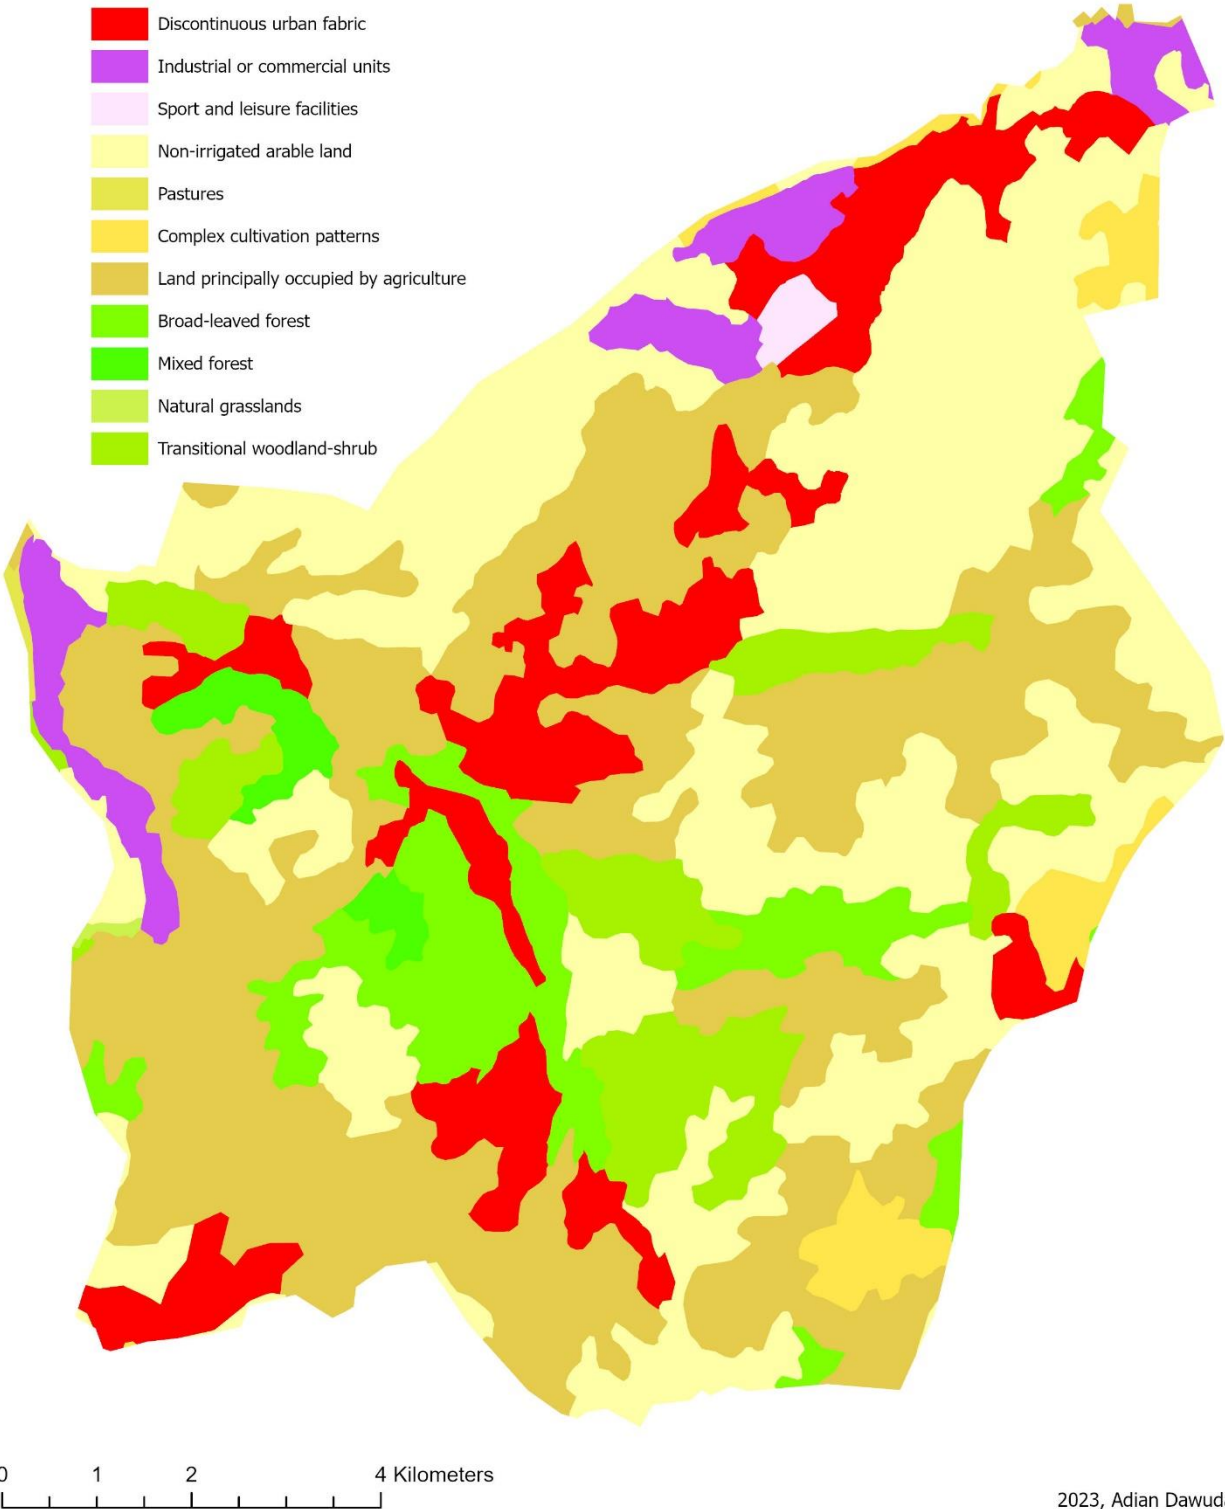 Discontinuous urban fabric
Industrial or commercial units
Sport and leisure facilities
Non-irrigated arable land
Pastures
Complex cultivation patterns
Land principally occupied by agriculture
Broad-leaved forest
Mixed forest
Natural grasslands
Transitional woodland-shrub
0 1 2 4 Kilometers
2023, Adian Dawud